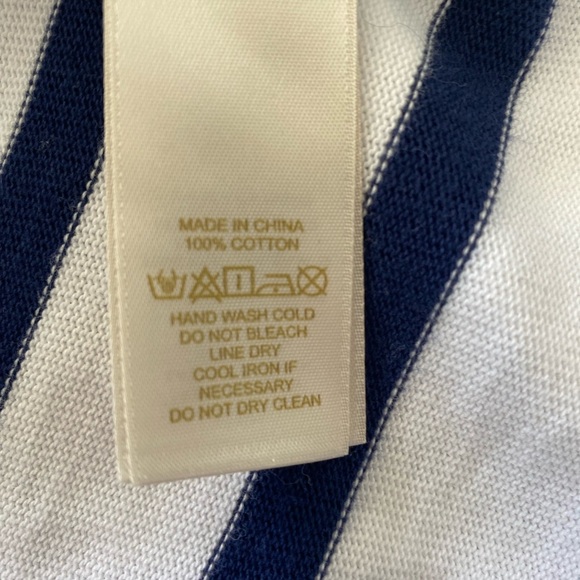 MADE IN CHINA
100% COTTON
HAND WASH COLD
DO NOT BLEACH
LINE DRY
COOL IRON IF
NECESSARY
DO NOT DRY CLEAN